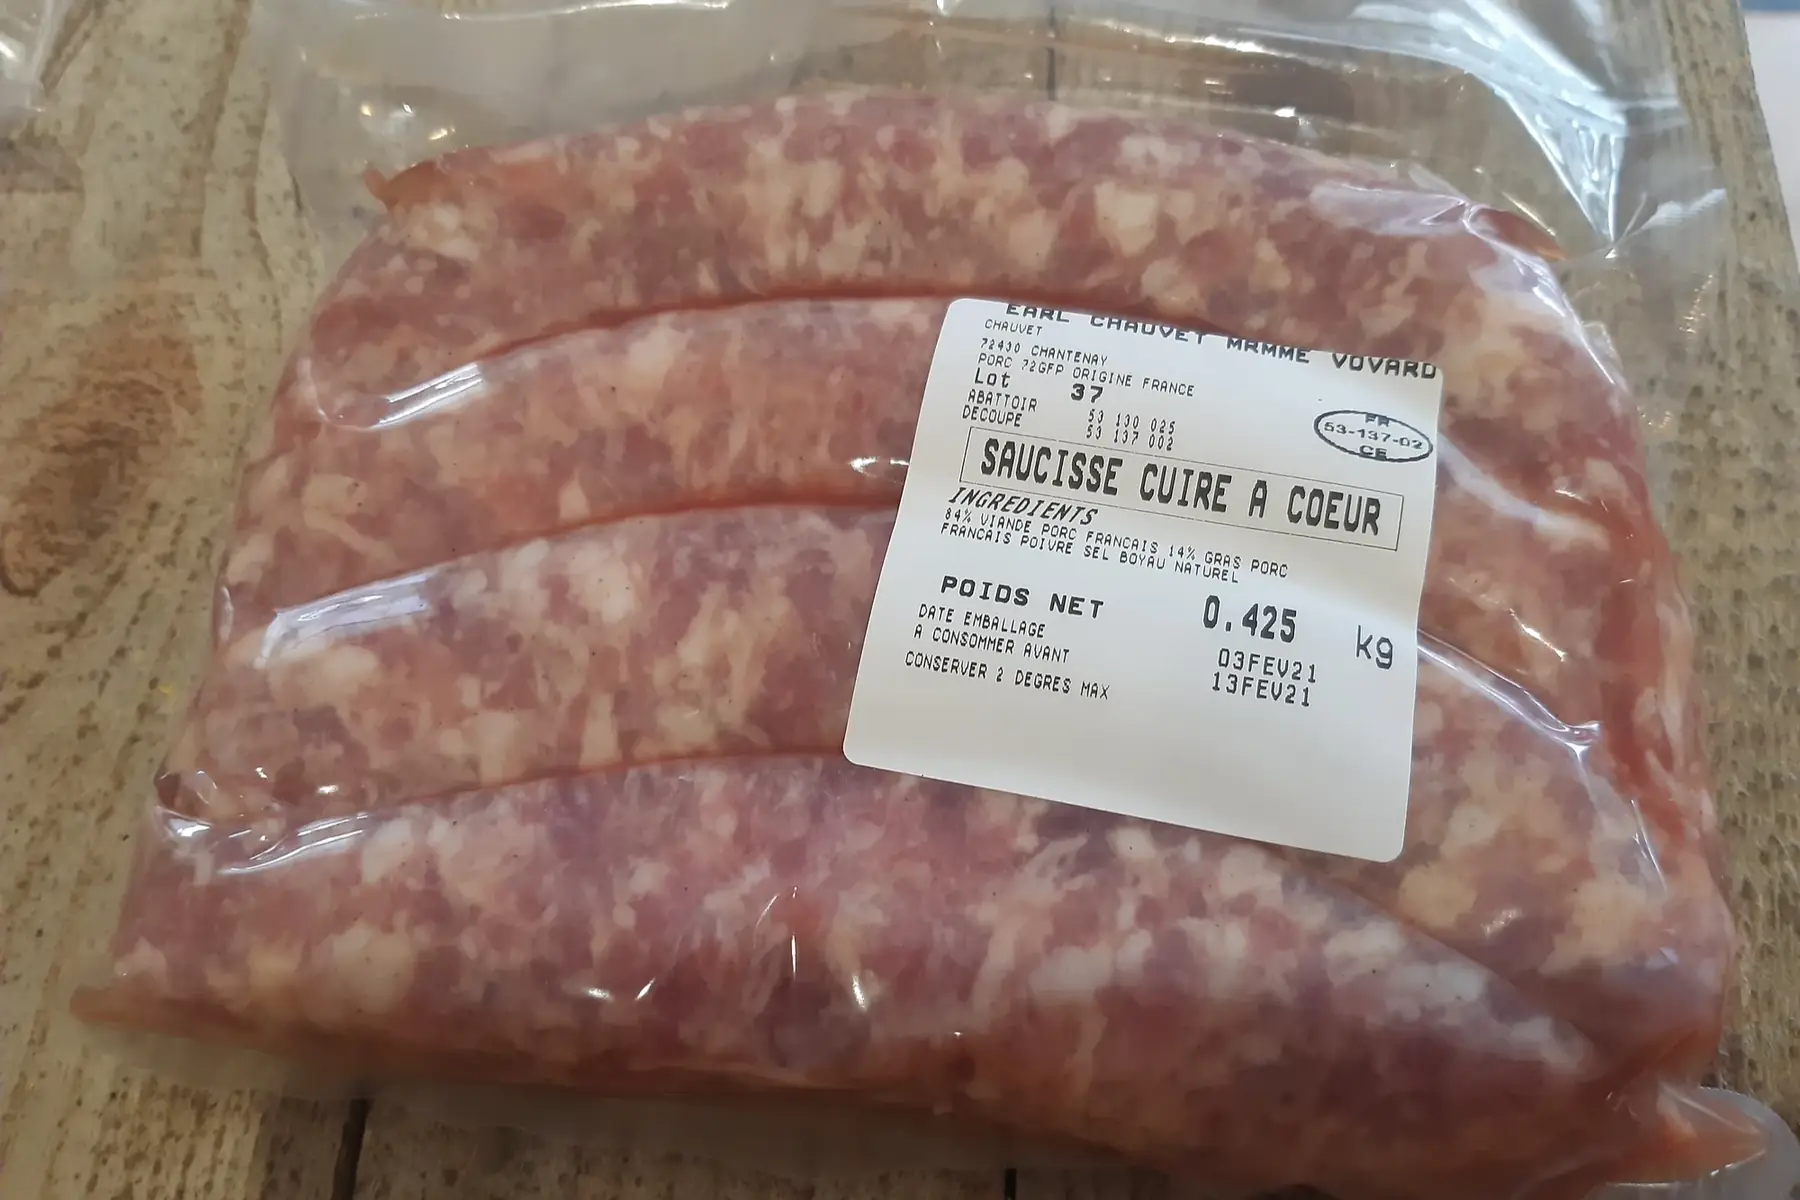 EARL CHAUVET MRMME VOVARD
CHAUVET
72430 CHANTENAY
PORC 72GFP ORIGINE FRANCE
Lot 37
ABATTOIR 53 130 025
DECOUPE 53 137 002
FR
53-137-02
CE
SAUCISSE CUIRE A COEUR
INGREDIENTS
84% VIANDE PORC FRANCAIS 14% GRAS PORC
FRANCAIS POIVRE SEL BOYAU NATUREL
POIDS NET 0.425 kg
DATE EMBALLAGE 03FEV21
A CONSOMMER AVANT 13FEV21
CONSERVER 2 DEGRES MAX